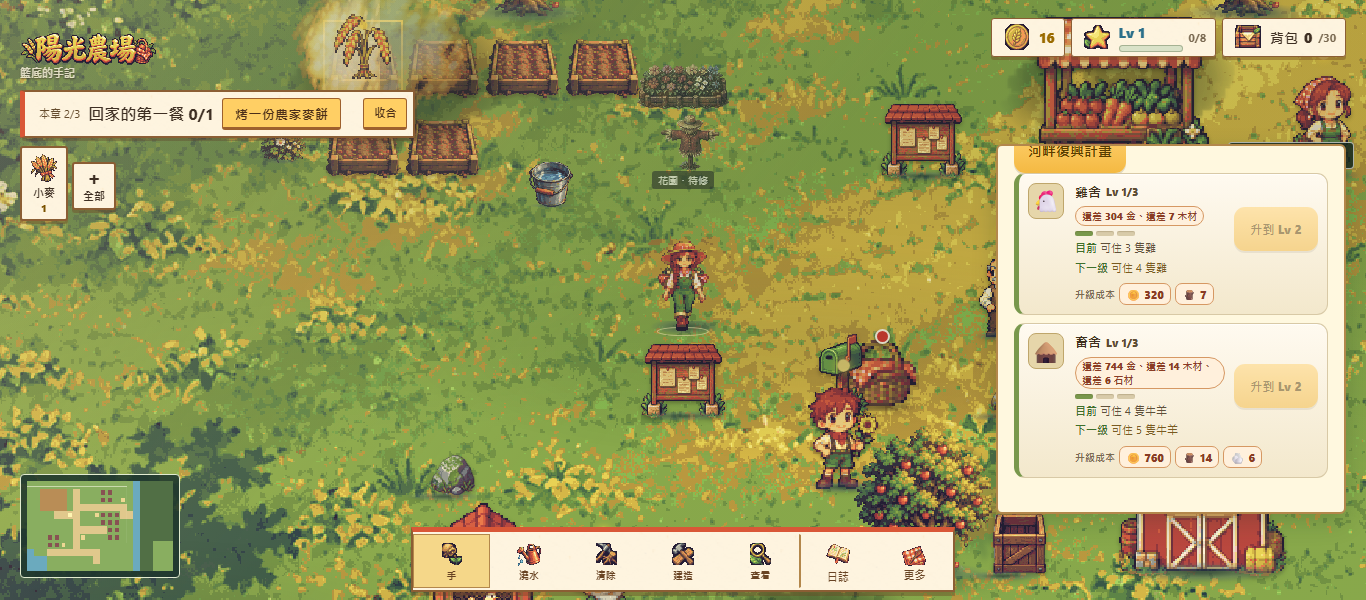 陽光農場
籃底的手記
本章 2/3 回家的第一餐 0/1 烤一份農家麥餅 收合
小麥
1
+
全部
16
Lv 1
0/8
背包 0 /30
花圃・待修
河畔復興計畫
雞舍 Lv 1/3
還差 304 金、還差 7 木材
升到 Lv 2
目前 可住 3 隻雞
下一級 可住 4 隻雞
升級成本 320 7
畜舍 Lv 1/3
還差 744 金、還差 14 木材、
還差 6 石材
升到 Lv 2
目前 可住 4 隻牛羊
下一級 可住 5 隻牛羊
升級成本 760 14 6
手 澆水 清除 建造 查看 日誌 更多